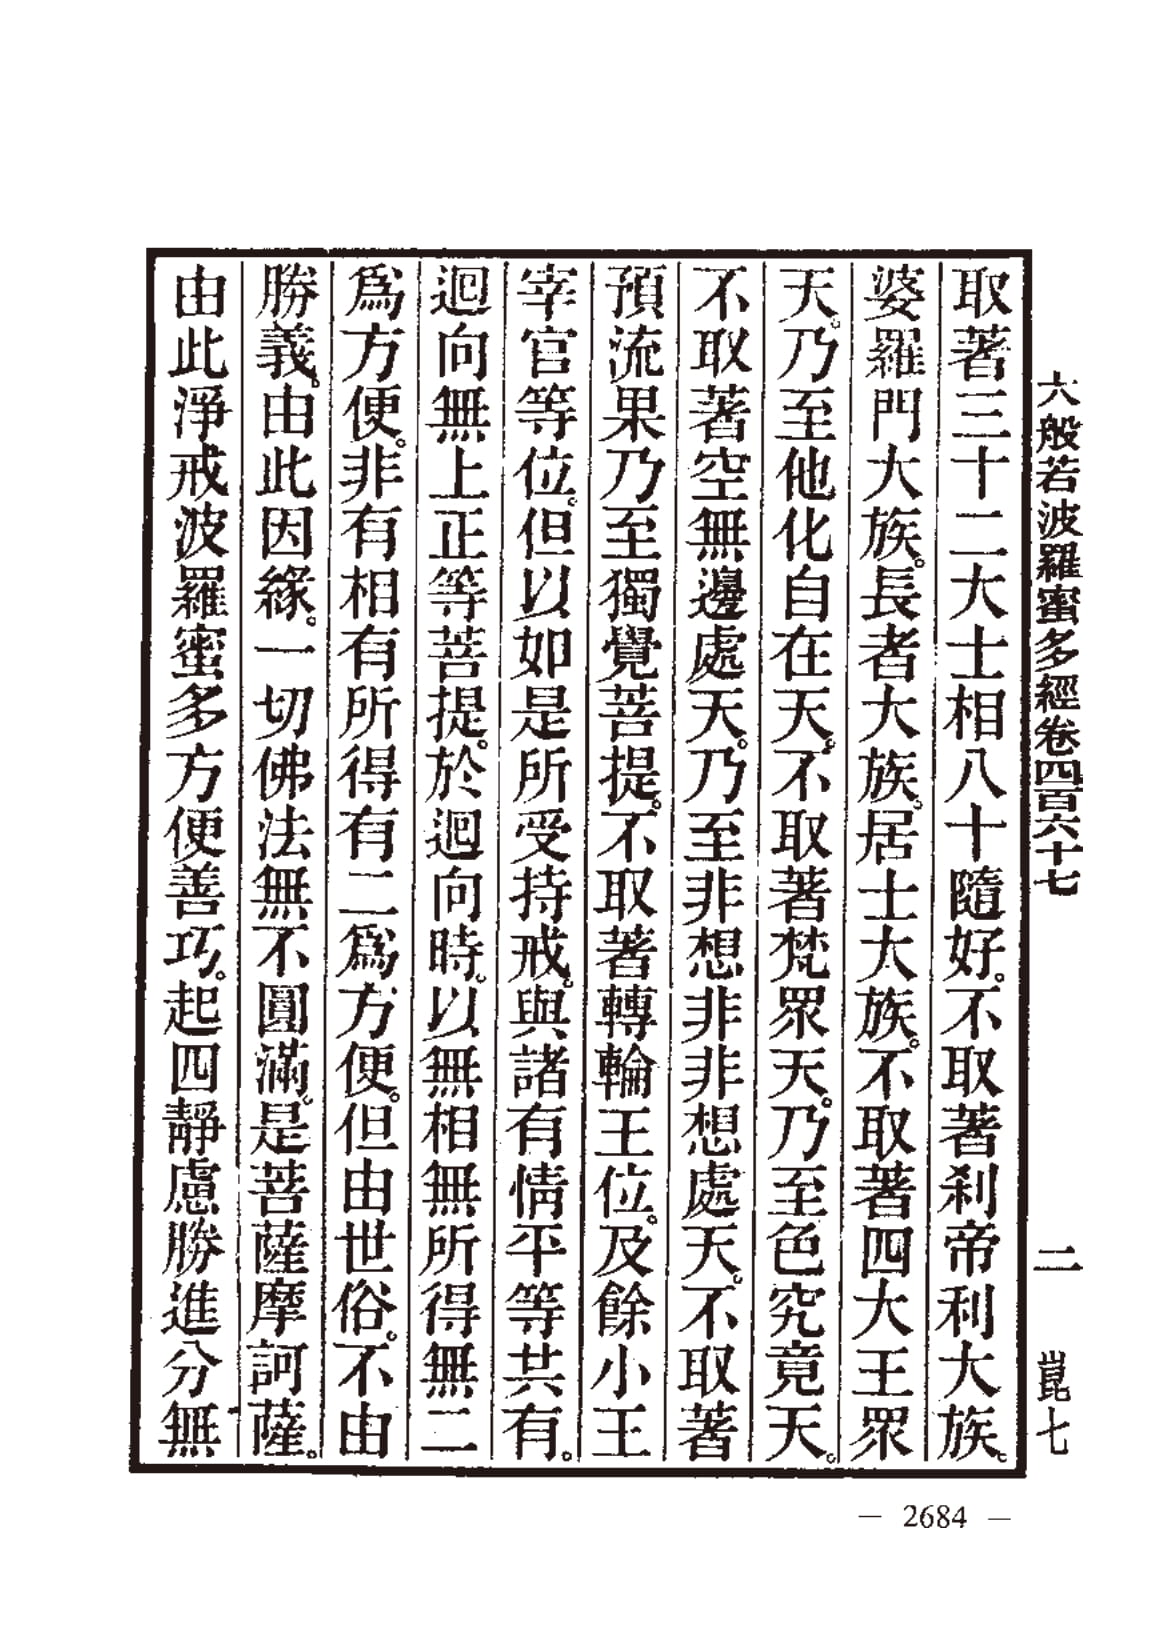 六般若波羅蜜多經卷四百六十七　二　崑七
取著三十二大士相八十隨好。不取著剎帝利大族。
婆羅門大族。長者大族。居士大族。不取著四大王眾
天。乃至他化自在天。不取著梵眾天。乃至色究竟天。
不取著空無邊處天。乃至非想非非想處天。不取著
預流果乃至獨覺菩提。不取著轉輪王位。及餘小王
宰官等位。但以如是所受持戒。與諸有情平等共有。
迴向無上正等菩提。於迴向時。以無相無所得無二
爲方便。非有相有所得有二爲方便。但由世俗。不由
勝義。由此因緣。一切佛法無不圓滿。是菩薩摩訶薩。
由此淨戒波羅蜜多方便善巧。起四靜慮勝進分無
— 2684 —